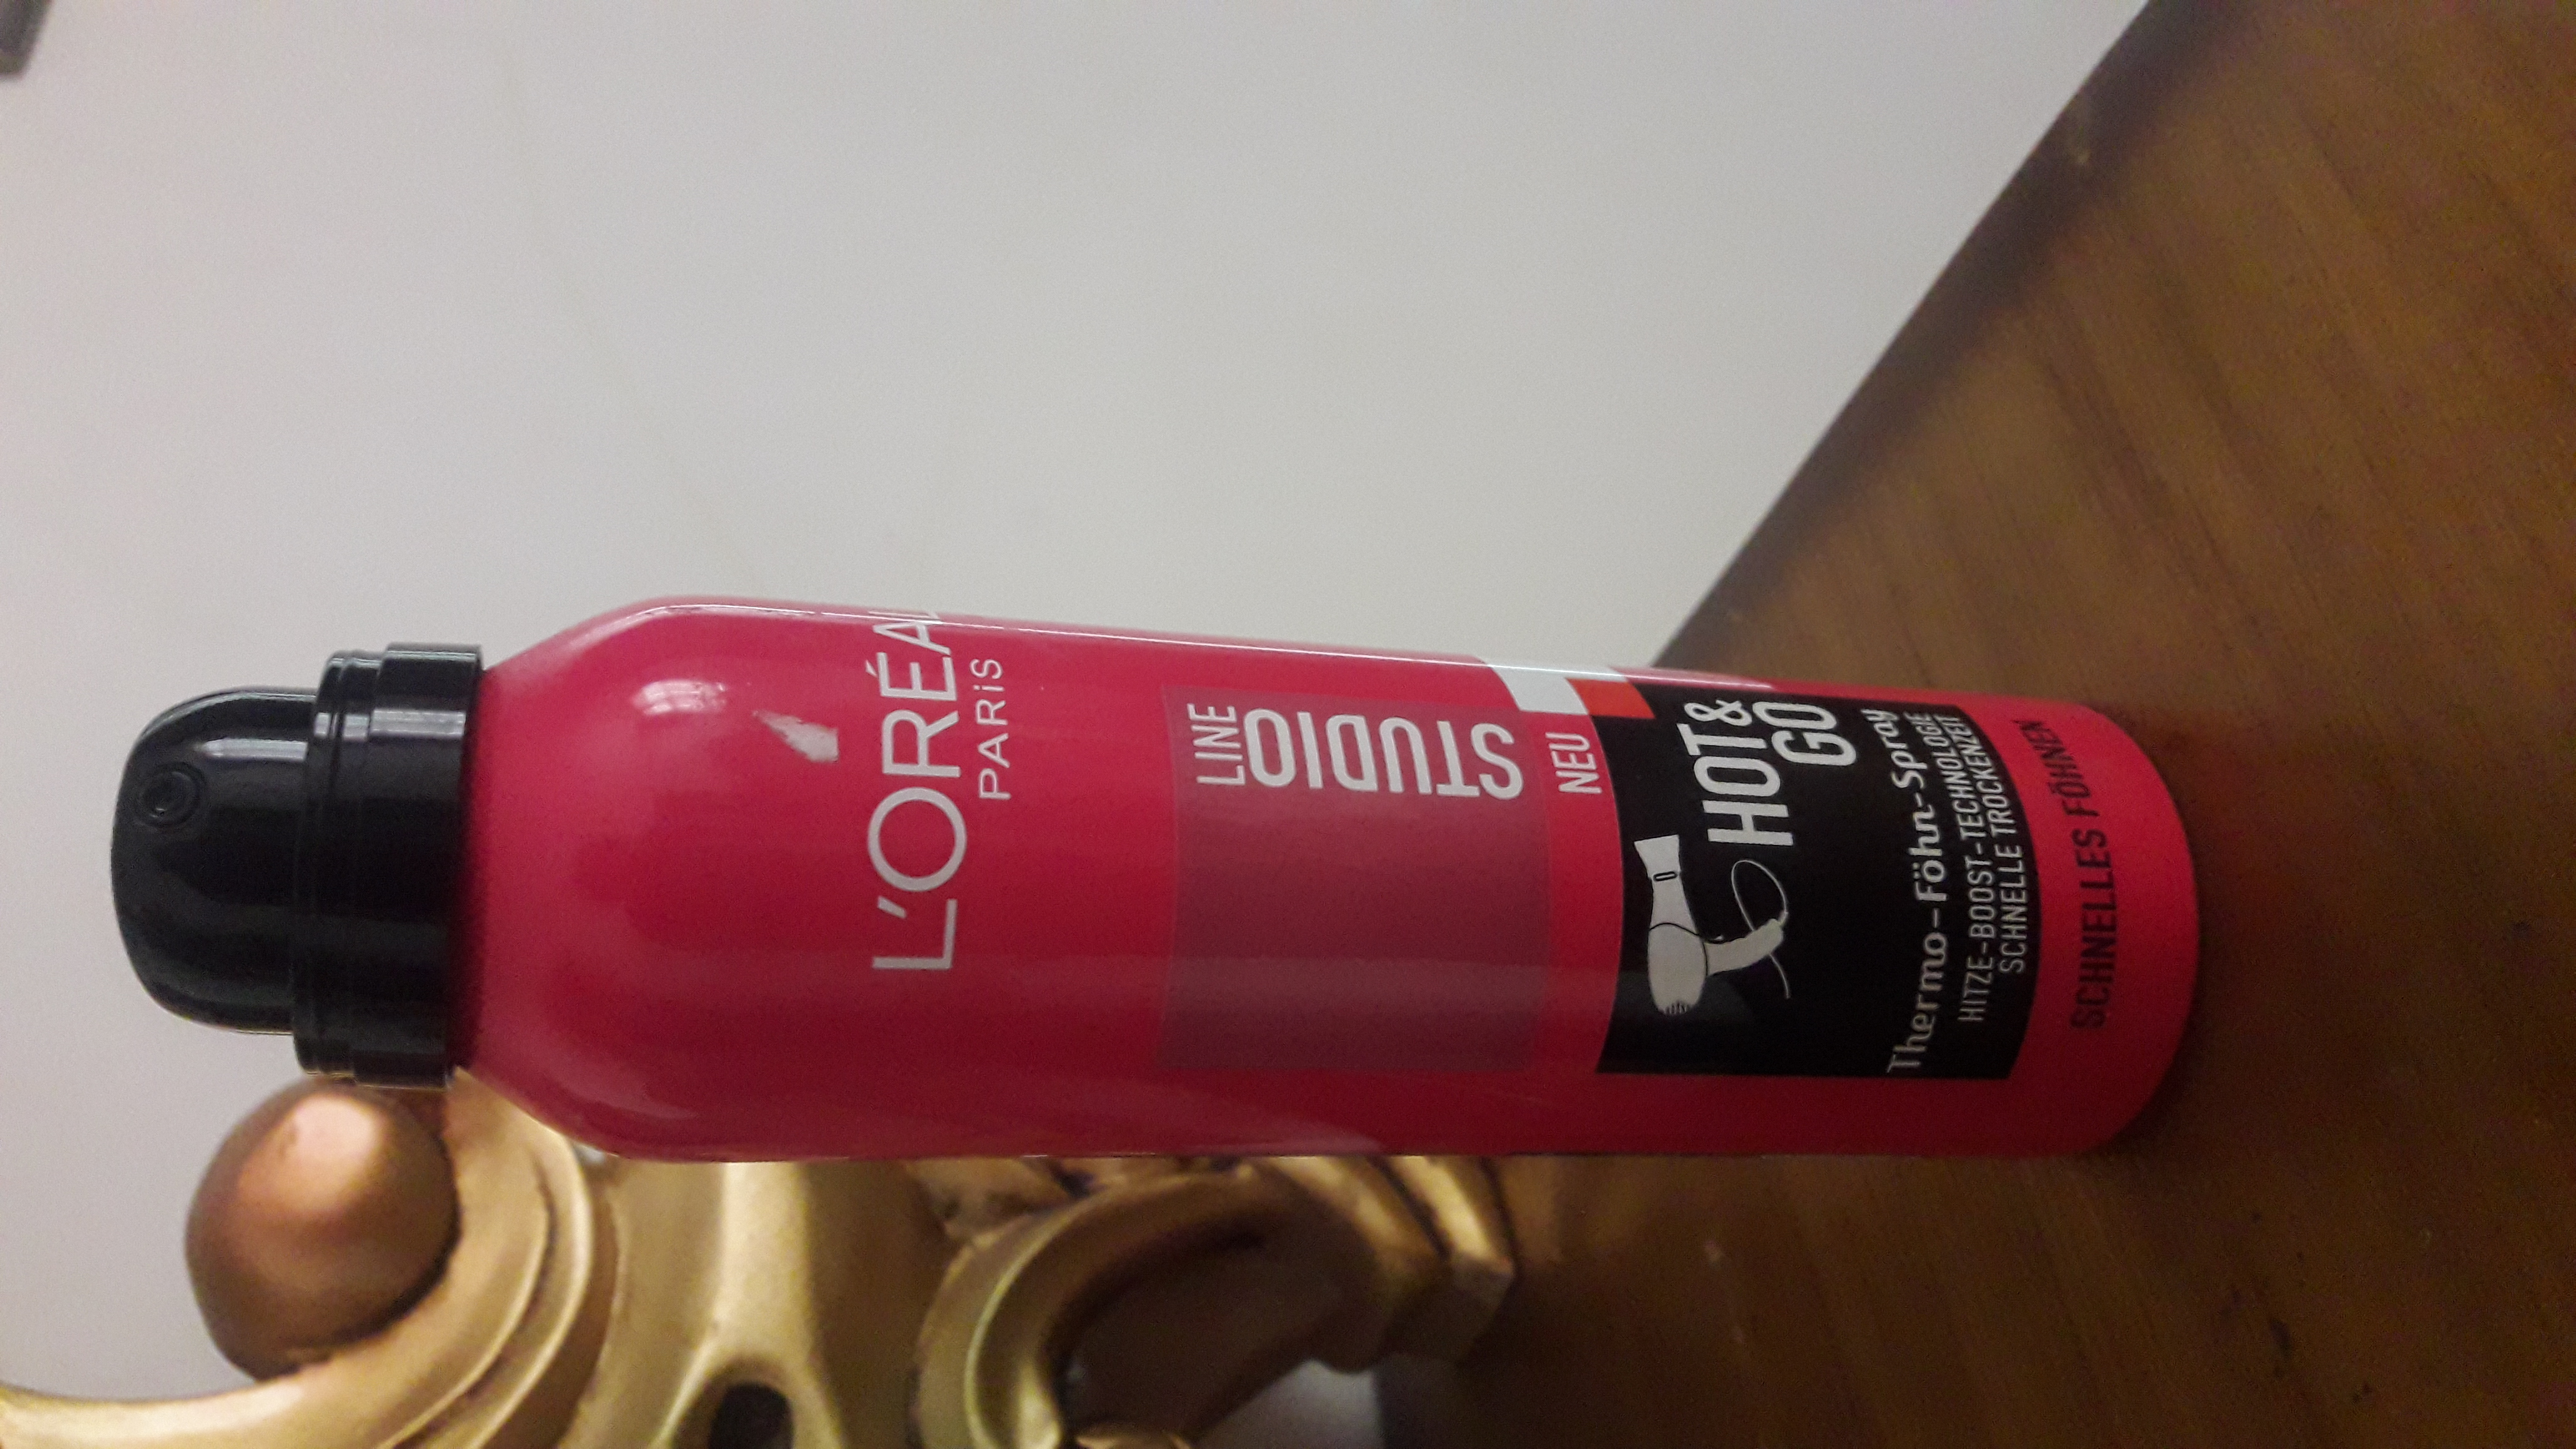 L'ORÉAL
PARiS
LINE
STUDIO
NEU
HOT &
GO
Thermo-Föhn-Spray
HITZE-BOOST-TECHNOLOGIE
SCHNELLE TROCKENZEIT
SCHNELLES FÖHNEN